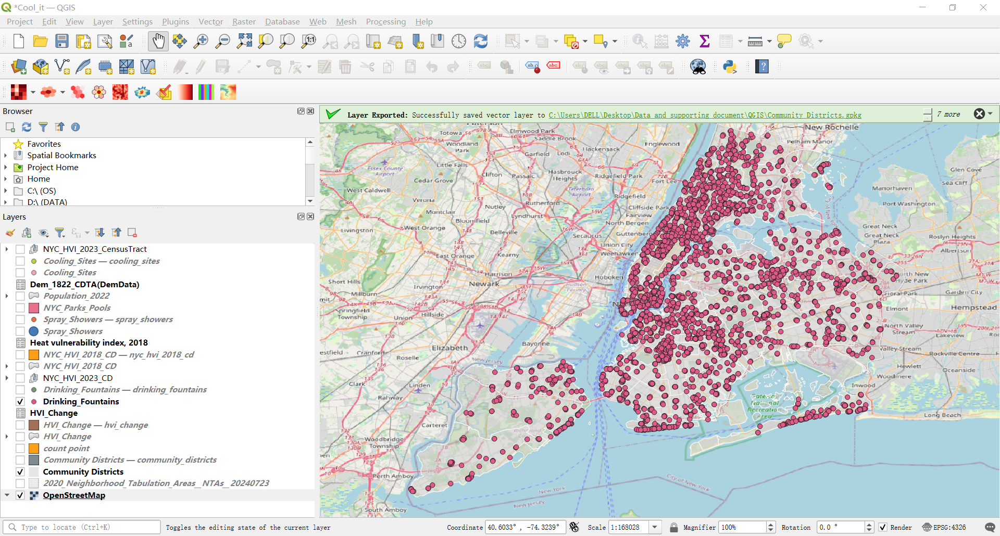 *Cool_it — QGIS
Project Edit View Layer Settings Plugins Vector Raster Database Web Mesh Processing Help
Browser
Favorites
Spatial Bookmarks
Project Home
Home
C:\ (OS)
D:\ (DATA)
Layers
NYC_HVI_2023_CensusTract
Cooling_Sites — cooling_sites
Cooling_Sites
Dem_1822_CDTA(DemData)
Population_2022
NYC_Parks_Pools
Spray_Showers — spray_showers
Spray_Showers
Heat vulnerability index, 2018
NYC_HVI_2018_CD — nyc_hvi_2018_cd
NYC_HVI_2018_CD
NYC_HVI_2023_CD
Drinking_Fountains — drinking_fountains
Drinking_Fountains
HVI_Change
HVI_Change — hvi_change
HVI_Change
count point
Community Districts — community_districts
Community Districts
2020_Neighborhood_Tabulation_Areas__NTAs__20240723
OpenStreetMap
Layer Exported: Successfully saved vector layer to C:\Users\DELL\Desktop\Data and supporting document\QGIS\Community Districts.gpkg
7 more
Totowa
Elmwood Park
Saddle Brook
New Rochelle
Pelham Manor
Woodland Park
Englewood
Hackensack
Garfield
Lodi
Essex County Airport
Little Falls
Glen Cove
Clifton
Passaic
Hasbrouck Heights
Ridgefield Park
Cedar Grove
Fort Lee
Sea Cliff
West Caldwell
Teterboro Airport
Manorhaven
Verona
Rutherford
Ridgefield
Port Washington
Nutley
Cliffside Park
Montclair
Lyndhurst
Fairview
Bloomfield
North Bergen
Livingston
West Orange
Belleville
Guttenberg
Great Neck
Secaucus
Great Neck Plaza
Roslyn Heights
Union City
East Orange
Kearny
Weehawken
Albertson
Harrison
Hoboken
Short Hills
Newark
Hyde Park
Irvington
Hudson County
Floral Park
Garden City
Millburn
Springfield Township
Union
Hillside
Elmont
Hempstead
North Valley Stream
Lakeview
Elizabeth
Bayonne
Valley Stream
Cranford
Roselle
New Jersey
Rockville Centre
Hewlett
Oceanside
Woodmere
Clark
Linden
Inwood
Rahway
Gateway National Recreation Area
Long Beach
Carteret
Woodbridge Township
Perth Amboy
City of New York
New York
New Jersey
South Amboy
Type to locate (Ctrl+K)
Toggles the editing state of the current layer
Coordinate 40.6033° , -74.3239°
Scale 1:168028
Magnifier 100%
Rotation 0.0 °
Render
EPSG:4326